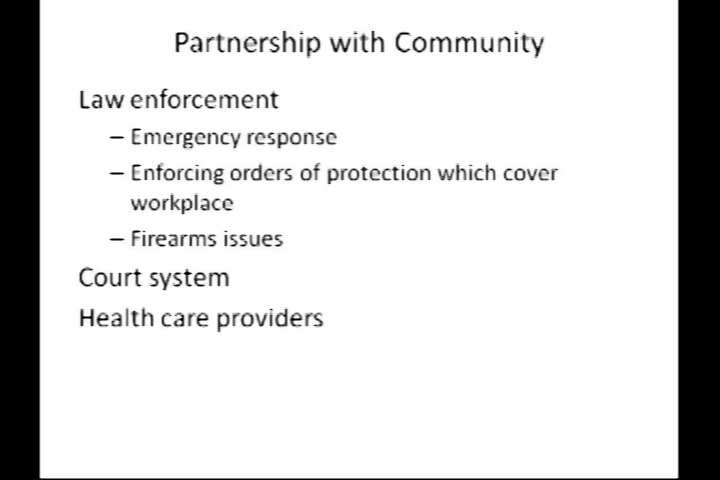 Partnership with Community
Law enforcement
– Emergency response
– Enforcing orders of protection which cover
workplace
– Firearms issues
Court system
Health care providers